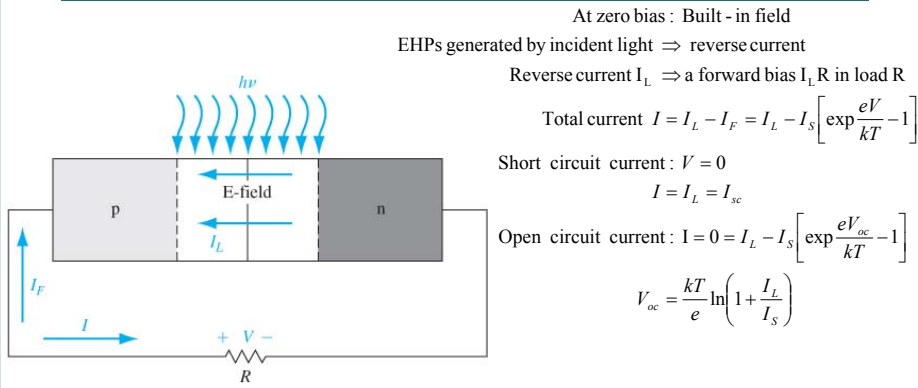 At zero bias : Built - in field
EHPs generated by incident light ⇒ reverse current
Reverse current I_L ⇒ a forward bias I_L R in load R
Total current I = I_L − I_F = I_L − I_S [exp eV/kT − 1]
Short circuit current : V = 0
I = I_L = I_sc
Open circuit current : I = 0 = I_L − I_S [exp eV_oc/kT − 1]
V_oc = kT/e ln(1 + I_L/I_S)
hν
p
E-field
n
I_L
I_F
I
+ V −
R